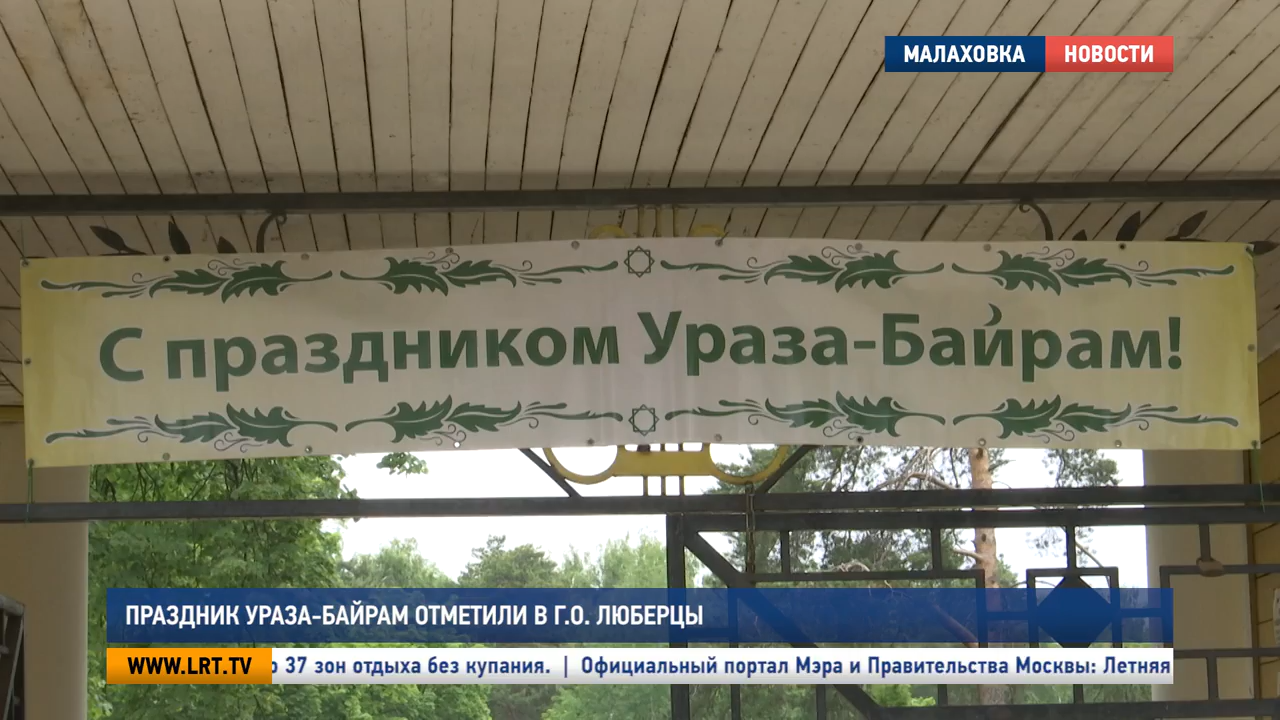 МАЛАХОВКА НОВОСТИ
С праздником Ураза-Байрам!
ПРАЗДНИК УРАЗА-БАЙРАМ ОТМЕТИЛИ В Г.О. ЛЮБЕРЦЫ
WWW.LRT.TV 37 зон отдыха без купания. | Официальный портал Мэра и Правительства Москвы: Летняя